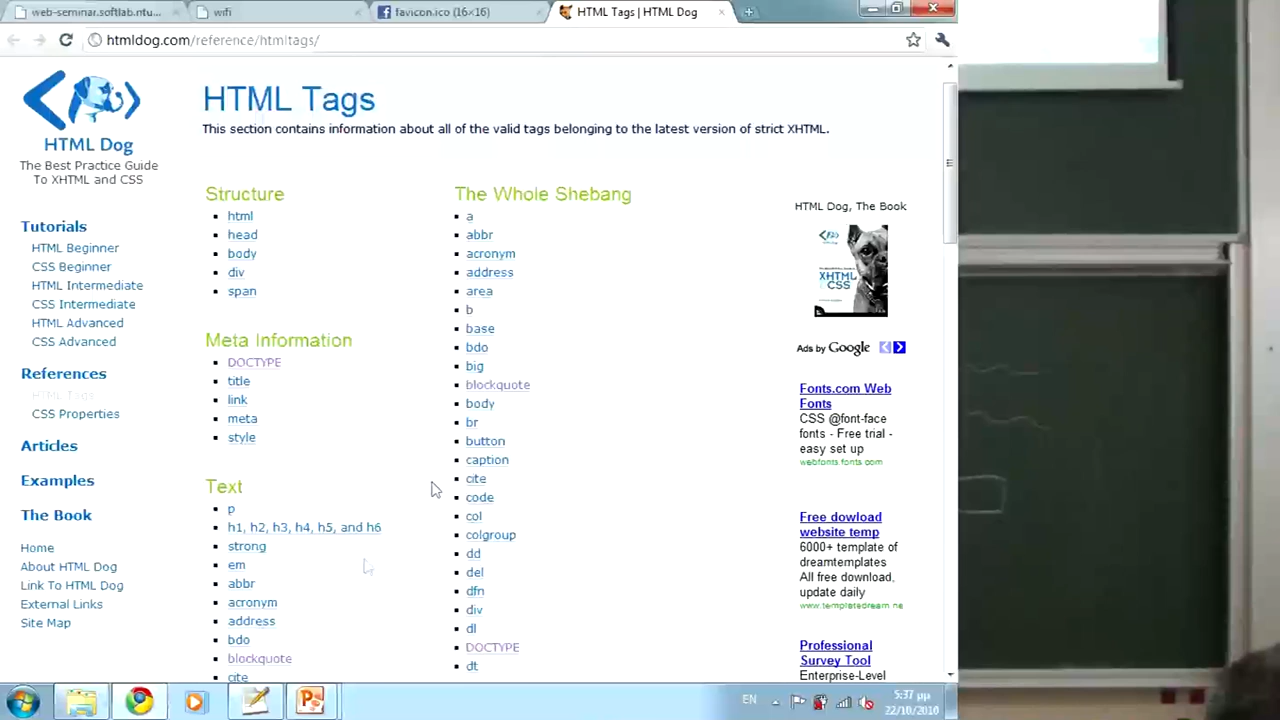 web-seminar.softlab.ntu...
wifi
favicon.ico (16×16)
HTML Tags | HTML Dog
htmldog.com/reference/htmltags/
HTML Dog
The Best Practice Guide
To XHTML and CSS
Tutorials
HTML Beginner
CSS Beginner
HTML Intermediate
CSS Intermediate
HTML Advanced
CSS Advanced
References
HTML Tags
CSS Properties
Articles
Examples
The Book
Home
About HTML Dog
Link To HTML Dog
External Links
Site Map
HTML Tags
This section contains information about all of the valid tags belonging to the latest version of strict XHTML.
Structure
html
head
body
div
span
Meta Information
DOCTYPE
title
link
meta
style
Text
p
h1, h2, h3, h4, h5, and h6
strong
em
abbr
acronym
address
bdo
blockquote
cite
The Whole Shebang
a
abbr
acronym
address
area
b
base
bdo
big
blockquote
body
br
button
caption
cite
code
col
colgroup
dd
del
dfn
div
dl
DOCTYPE
dt
HTML Dog, The Book
XHTML
CSS
Ads by Google
Fonts.com Web
Fonts
CSS @font-face
fonts - Free trial -
easy set up
webfonts.fonts.com
Free dowload
website temp
6000+ template of
dreamtemplates
All free download,
update daily
www.templatedream.ne
Professional
Survey Tool
Enterprise-Level
EN
5:37 μμ
22/10/2010